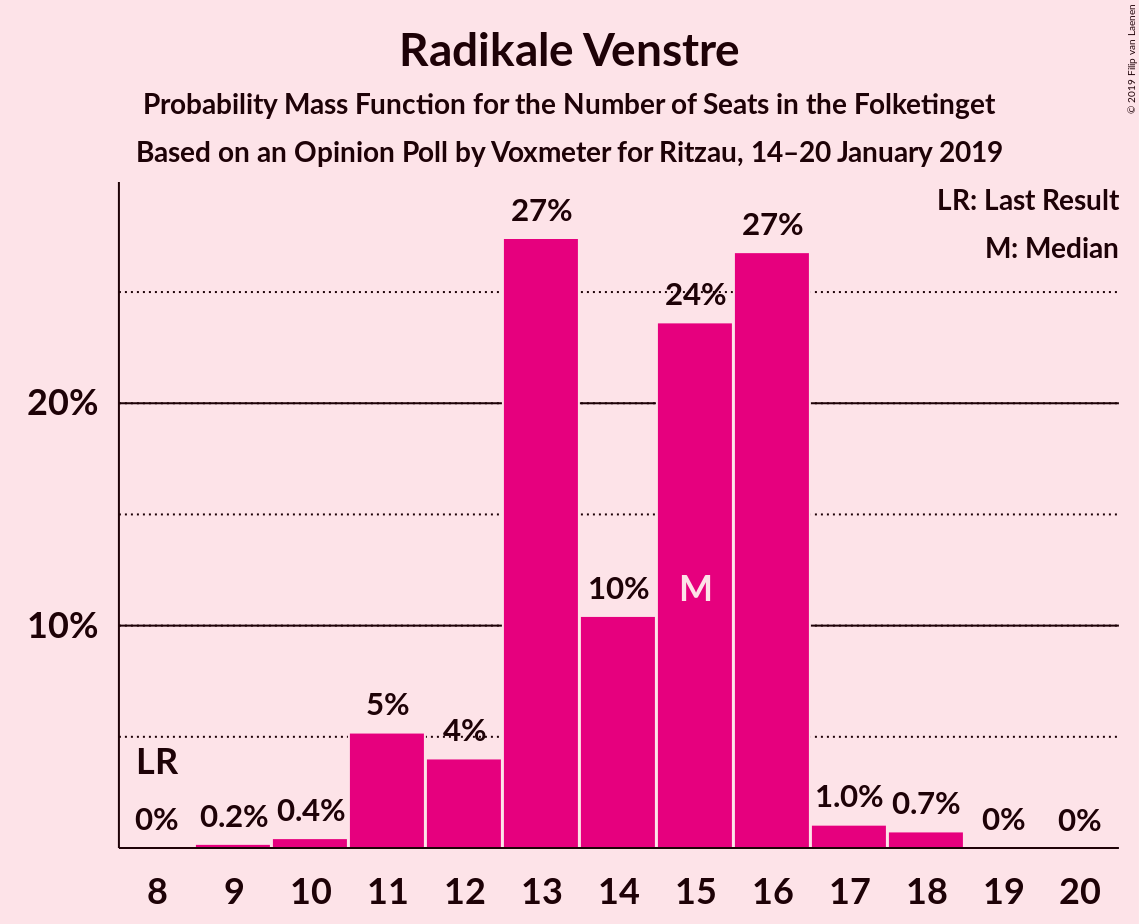 Radikale Venstre
Probability Mass Function for the Number of Seats in the Folketinget
Based on an Opinion Poll by Voxmeter for Ritzau, 14–20 January 2019
© 2019 Filip van Laenen
LR: Last Result
M: Median
20%
10%
LR
0%
0.2%
0.4%
5%
4%
27%
10%
24%
M
27%
1.0%
0.7%
0%
0%
8 9 10 11 12 13 14 15 16 17 18 19 20